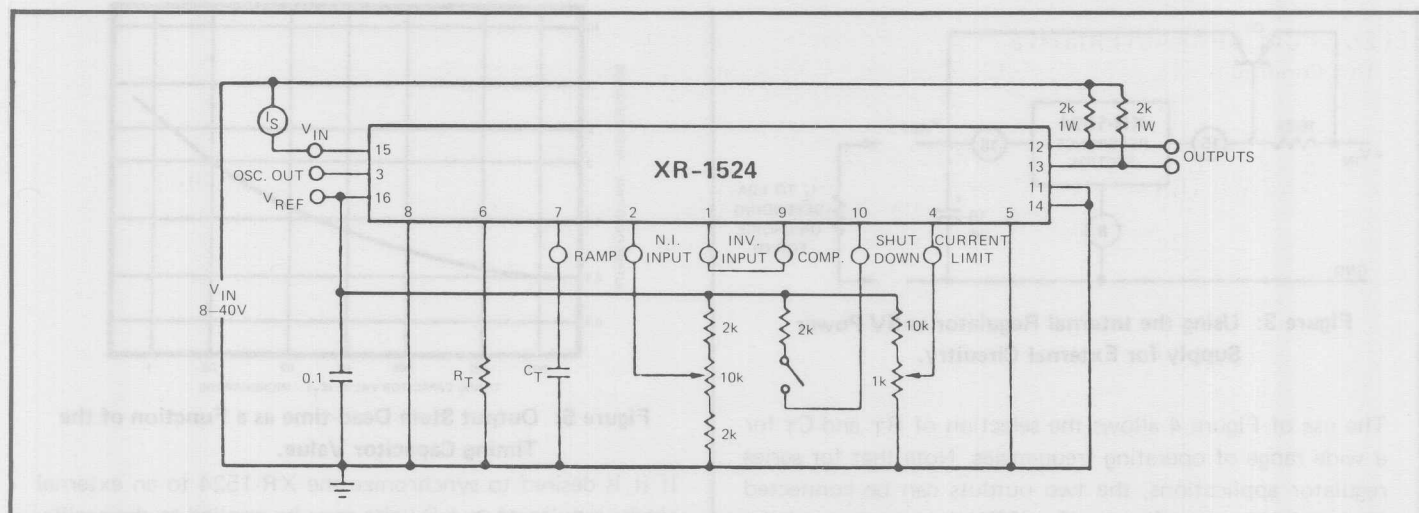 I_S
V_IN
15
OSC. OUT
3
V_REF
16
XR-1524
2k
1W
2k
1W
12
13
11
14
OUTPUTS
8
6
7
2
1
9
10
4
5
RAMP
N.I.
INPUT
INV.
INPUT
COMP.
SHUT
DOWN
CURRENT
LIMIT
V_IN
8–40V
0.1
R_T
C_T
2k
10k
2k
2k
10k
1k
Figure 3: Using the Internal Regulator
Supply for External Circuitry.
The use of Figure 4 allows the selection of R_T and C_T for
a wide range of operating frequencies. Note that for series
regulator applications, the two outputs can be connected
Figure 5: Output Stage Dead-time as a Function of the
Timing Capacitor Value.
If it is desired to synchronize the XR-1524 to an external